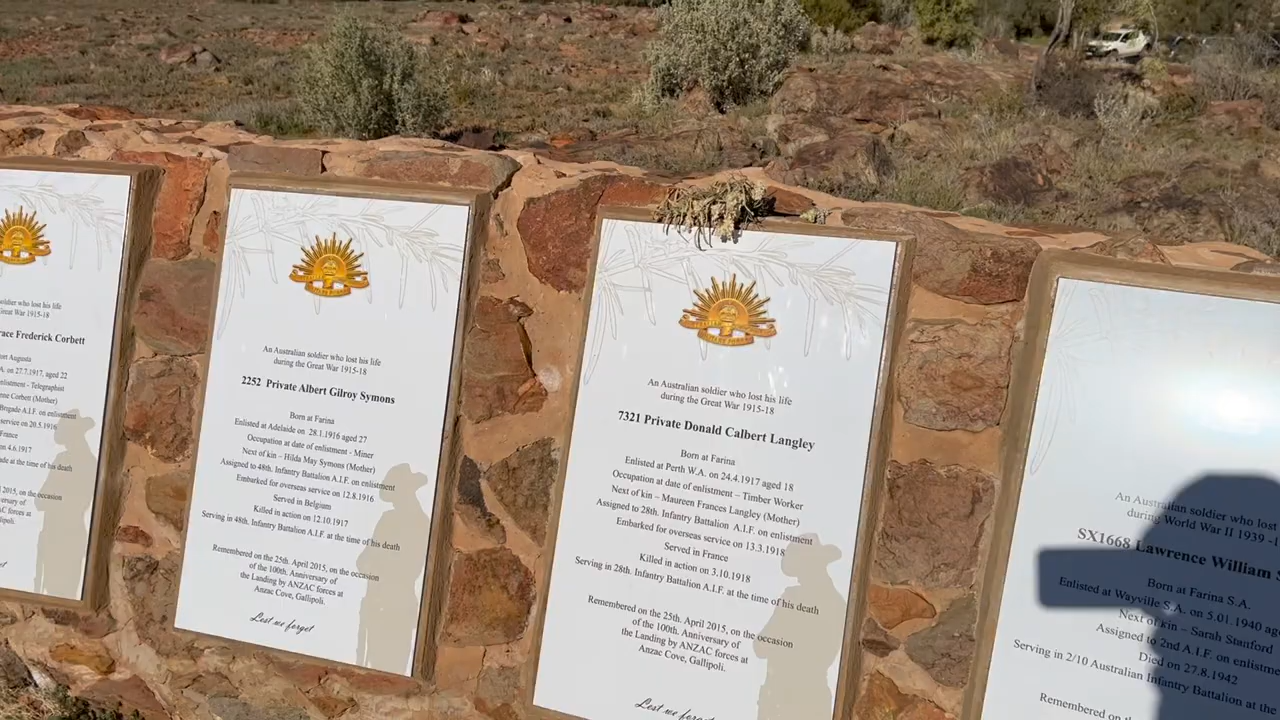 race Frederick Corbett
Port Augusta
A. on 27.7.1917, aged 22
enlistment - Telegraphist
nne Corbett (Mother)
Brigade A.I.F. on enlistment
service on 20.5.1916
France
on 4.6.1917
at the time of his death
2015, on the occasion
versary of
forces at
lipoli.
An Australian soldier who lost his life
during the Great War 1915-18
2252 Private Albert Gilroy Symons
Born at Farina
Enlisted at Adelaide on 28.1.1916 aged 27
Occupation at date of enlistment - Miner
Next of kin – Hilda May Symons (Mother)
Assigned to 48th. Infantry Battalion A.I.F. on enlistment
Embarked for overseas service on 12.8.1916
Served in Belgium
Killed in action on 12.10.1917
Serving in 48th. Infantry Battalion A.I.F. at the time of his death
Remembered on the 25th. April 2015, on the occasion
of the 100th. Anniversary of
the Landing by ANZAC forces at
Anzac Cove, Gallipoli.
Lest we forget
An Australian soldier who lost his life
during the Great War 1915-18
7321 Private Donald Calbert Langley
Born at Farina
Enlisted at Perth W.A. on 24.4.1917 aged 18
Occupation at date of enlistment – Timber Worker
Next of kin – Maureen Frances Langley (Mother)
Assigned to 28th. Infantry Battalion A.I.F. on enlistment
Embarked for overseas service on 13.3.1918
Served in France
Killed in action on 3.10.1918
Serving in 28th. Infantry Battalion A.I.F. at the time of his death
Remembered on the 25th. April 2015, on the occasion
of the 100th. Anniversary of
the Landing by ANZAC forces at
Anzac Cove, Gallipoli.
Lest we forget
An Australian soldier who lost
during World War II 1939 -1
SX1668 Lawrence William S
Born at Farina S.A.
Enlisted at Wayville S.A. on 5.01.1940 ag
Next of kin – Sarah Stanford
Assigned to 2nd A.I.F. on enlistme
Died on 27.8.1942
Serving in 2/10 Australian Infantry Battalion at the
Remembered on the